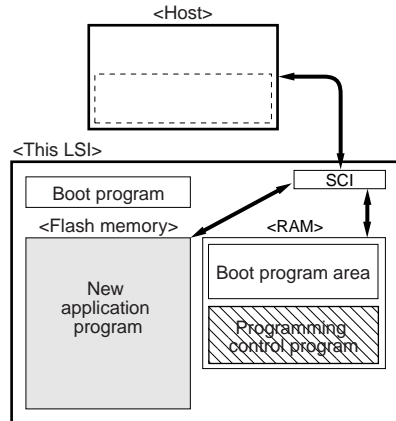 <Host>
<This LSI>
SCI
Boot program
<Flash memory>
<RAM>
Boot program area
New
application
program
Programming
control program